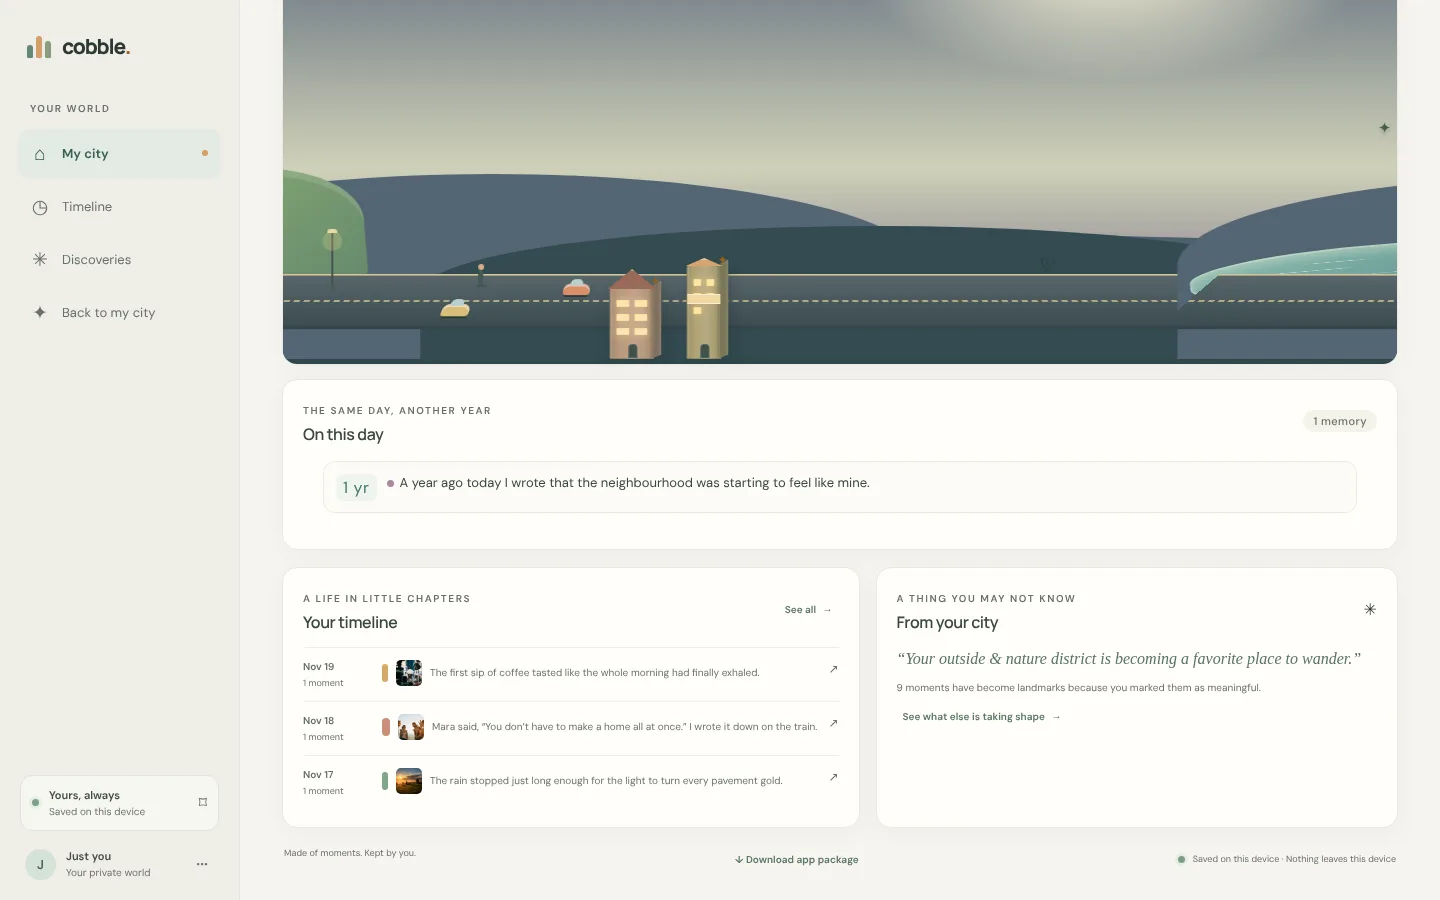 cobble.
YOUR WORLD
My city
Timeline
Discoveries
Back to my city
Yours, always
Saved on this device
J
Just you
Your private world
THE SAME DAY, ANOTHER YEAR
On this day
1 memory
1 yr
A year ago today I wrote that the neighbourhood was starting to feel like mine.
A LIFE IN LITTLE CHAPTERS
Your timeline
See all →
Nov 19
1 moment
The first sip of coffee tasted like the whole morning had finally exhaled.
Nov 18
1 moment
Mara said, “You don’t have to make a home all at once.” I wrote it down on the train.
Nov 17
1 moment
The rain stopped just long enough for the light to turn every pavement gold.
A THING YOU MAY NOT KNOW
From your city
“Your outside & nature district is becoming a favorite place to wander.”
9 moments have become landmarks because you marked them as meaningful.
See what else is taking shape →
Made of moments. Kept by you.
↓ Download app package
Saved on this device · Nothing leaves this device